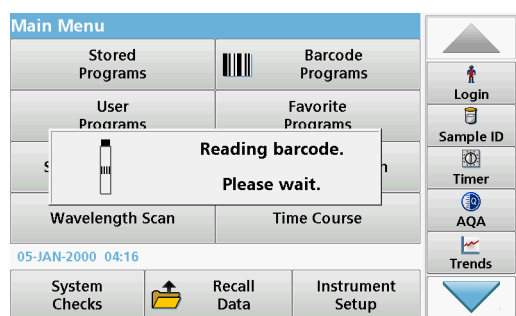 Main Menu
Stored
Programs
Barcode
Programs
User
Programs
Favorite
Programs
Reading barcode.
Please wait.
Wavelength Scan
Time Course
05-JAN-2000 04:16
System
Checks
Recall
Data
Instrument
Setup
Login
Sample ID
Timer
AQA
Trends